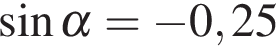 sin α = −0,25